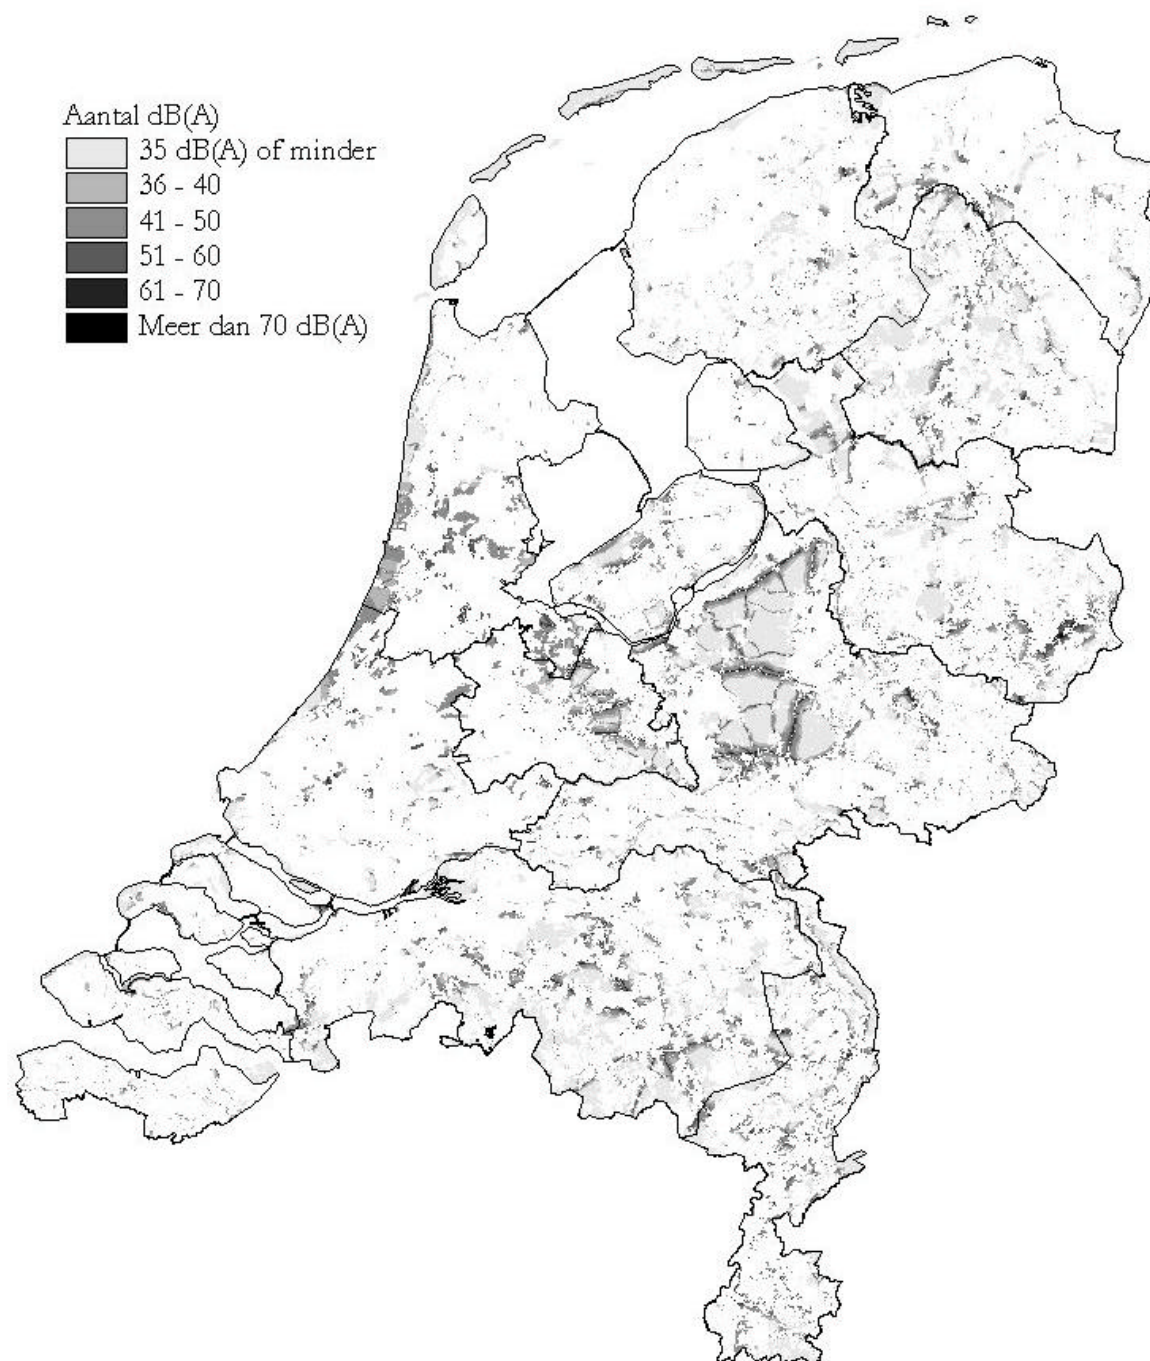 Aantal dB(A)
35 dB(A) of minder
36 - 40
41 - 50
51 - 60
61 - 70
Meer dan 70 dB(A)